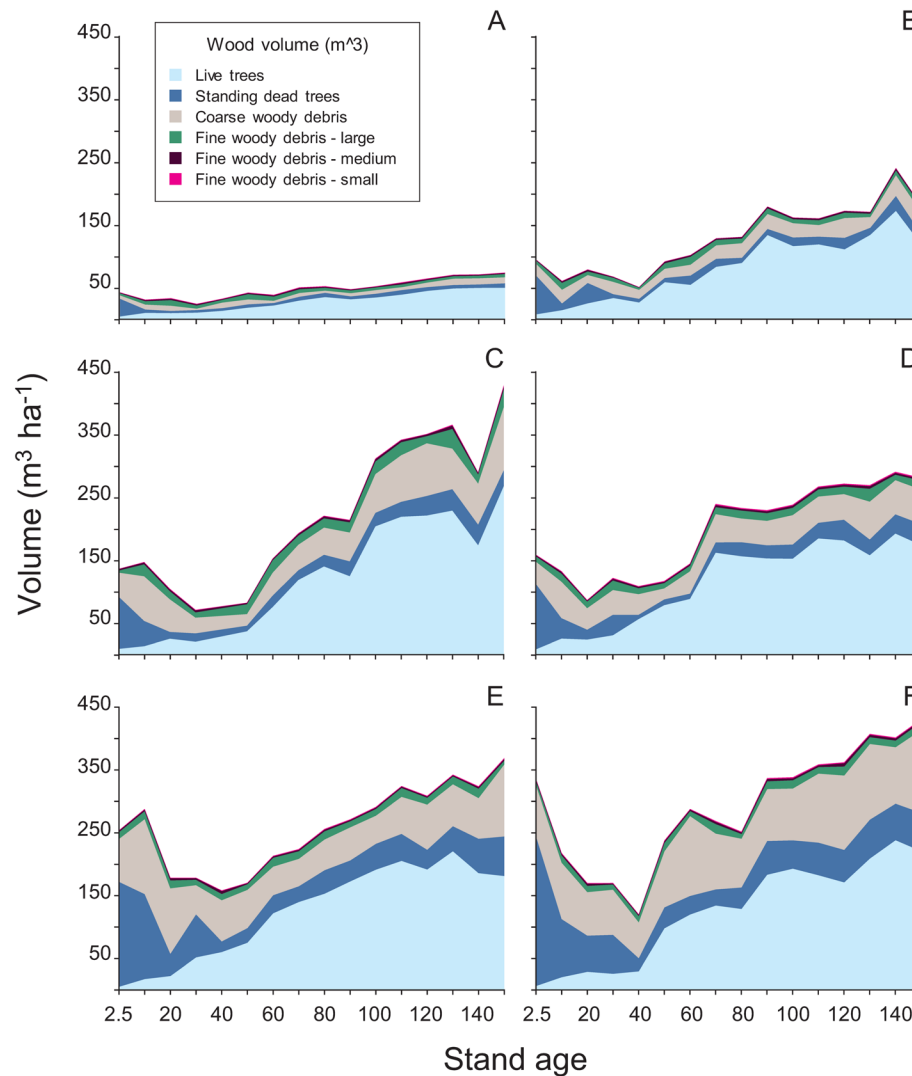 A
B
450
350
250
150
50
Wood volume (m^3)
Live trees
Standing dead trees
Coarse woody debris
Fine woody debris - large
Fine woody debris - medium
Fine woody debris - small
C
D
450
350
250
150
50
E
F
450
350
250
150
50
Volume (m³ ha⁻¹)
2.5 20 40 60 80 100 120 140
2.5 20 40 60 80 100 120 140
Stand age